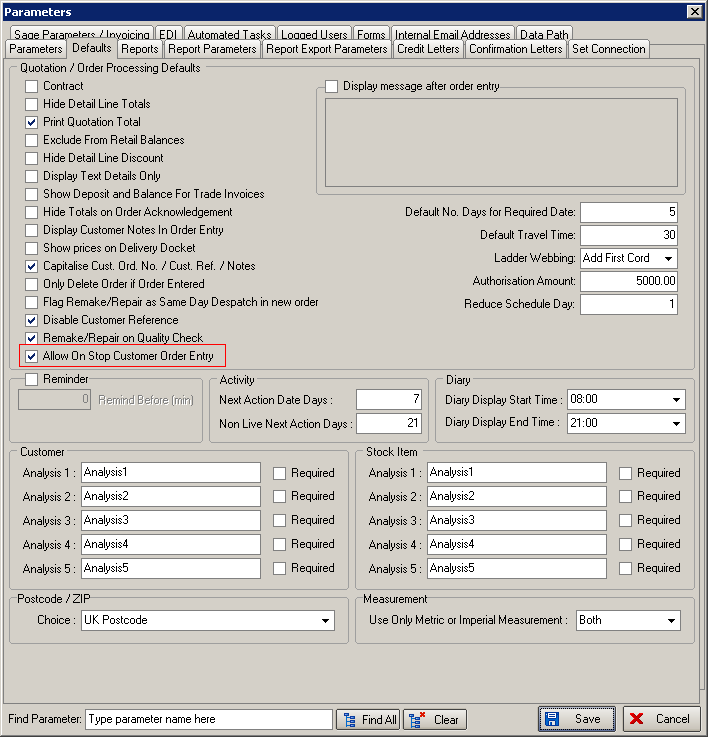 Parameters
Sage Parameters / Invoicing EDI Automated Tasks Logged Users Forms Internal Email Addresses Data Path
Parameters Defaults Reports Report Parameters Report Export Parameters Credit Letters Confirmation Letters Set Connection
Quotation / Order Processing Defaults
Contract
Hide Detail Line Totals
Print Quotation Total
Exclude From Retail Balances
Hide Detail Line Discount
Display Text Details Only
Show Deposit and Balance For Trade Invoices
Hide Totals on Order Acknowledgement
Display Customer Notes In Order Entry
Show prices on Delivery Docket
Capitalise Cust. Ord. No. / Cust. Ref. / Notes
Only Delete Order if Order Entered
Flag Remake/Repair as Same Day Despatch in new order
Disable Customer Reference
Remake/Repair on Quality Check
Allow On Stop Customer Order Entry
Display message after order entry
Default No. Days for Required Date: 5
Default Travel Time: 30
Ladder Webbing: Add First Cord
Authorisation Amount: 5000.00
Reduce Schedule Day: 1
Reminder
0 Remind Before (min)
Activity
Next Action Date Days : 7
Non Live Next Action Days : 21
Diary
Diary Display Start Time : 08:00
Diary Display End Time : 21:00
Customer
Analysis 1 : Analysis1 Required
Analysis 2 : Analysis2 Required
Analysis 3 : Analysis3 Required
Analysis 4 : Analysis4 Required
Analysis 5 : Analysis5 Required
Stock Item
Analysis 1 : Analysis1 Required
Analysis 2 : Analysis2 Required
Analysis 3 : Analysis3 Required
Analysis 4 : Analysis4 Required
Analysis 5 : Analysis5 Required
Postcode / ZIP
Choice : UK Postcode
Measurement
Use Only Metric or Imperial Measurement : Both
Find Parameter: Type parameter name here Find All Clear Save Cancel